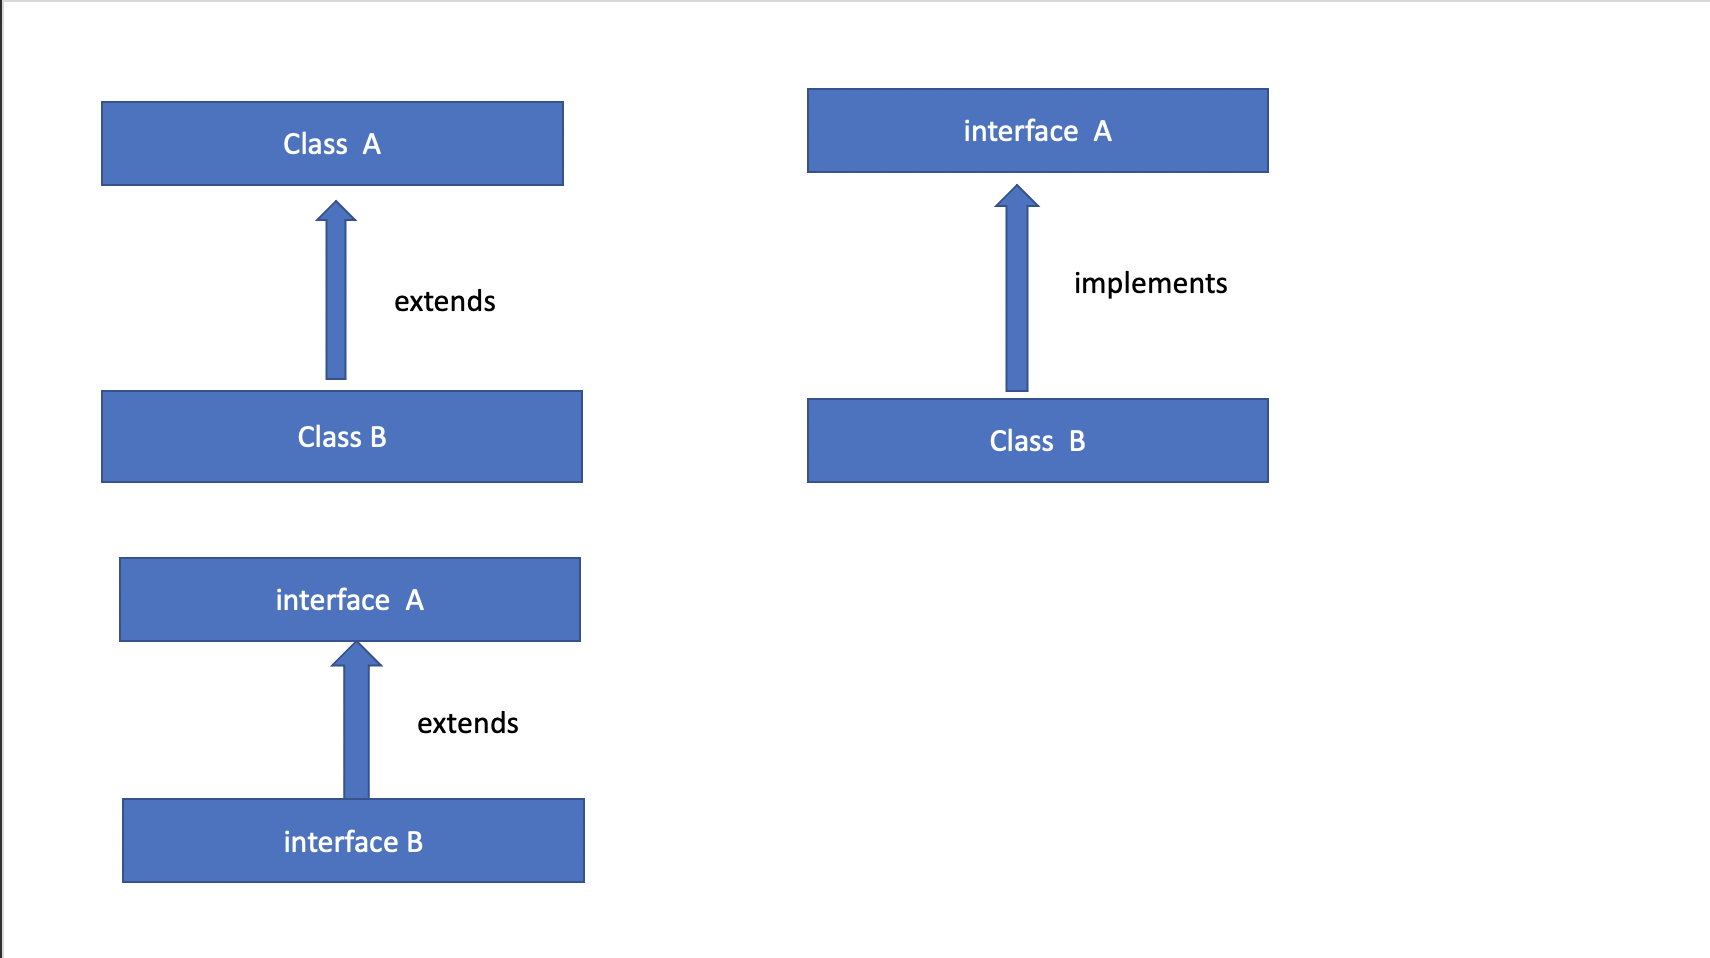 Class  A
extends
Class B
interface  A
implements
Class  B
interface  A
extends
interface B